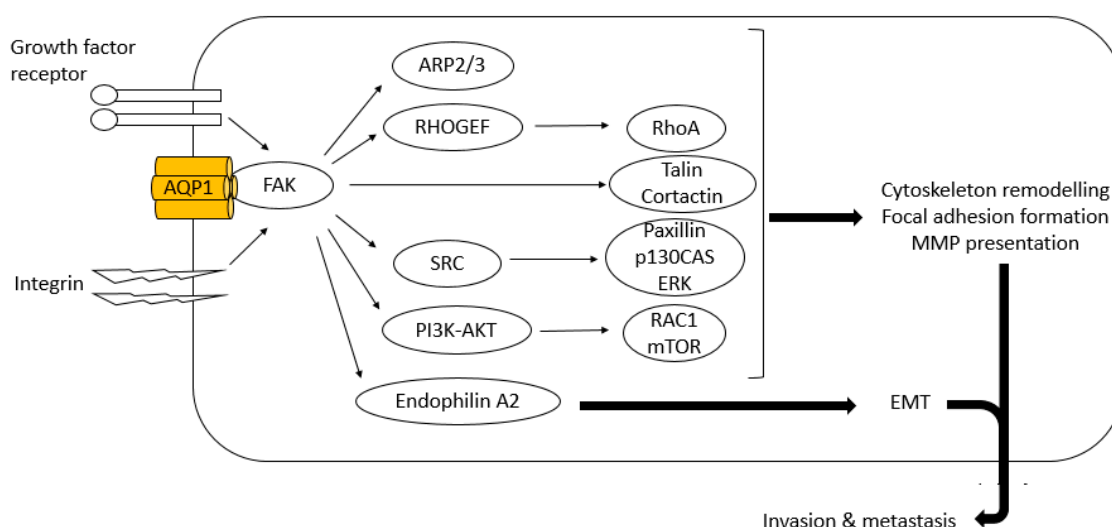 Growth factor
receptor
AQP1
FAK
Integrin
ARP2/3
RHOGEF
RhoA
Talin
Cortactin
SRC
Paxillin
p130CAS
ERK
PI3K-AKT
RAC1
mTOR
Endophilin A2
Cytoskeleton remodelling
Focal adhesion formation
MMP presentation
EMT
Invasion & metastasis